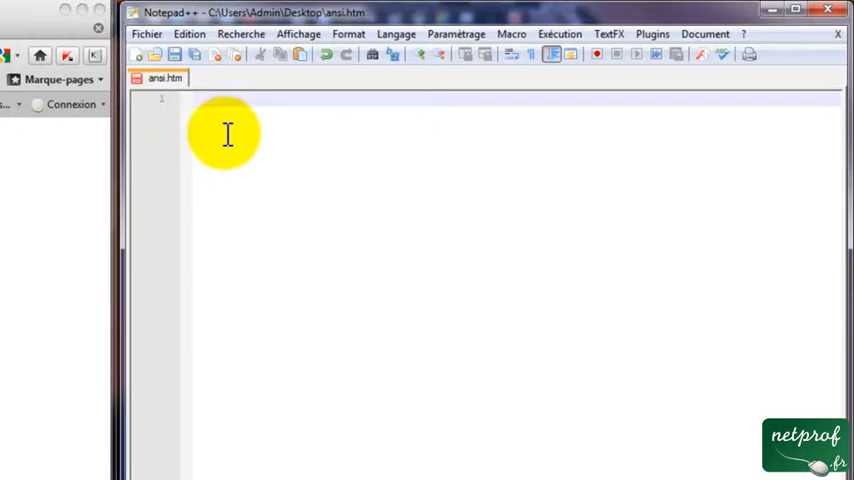 Notepad++ - C:\Users\Admin\Desktop\ansi.htm
Fichier Edition Recherche Affichage Format Langage Paramètrage Macro Exécution TextFX Plugins Document ? X
ansi.htm
Marque-pages
s... Connexion
1
netprof
.fr